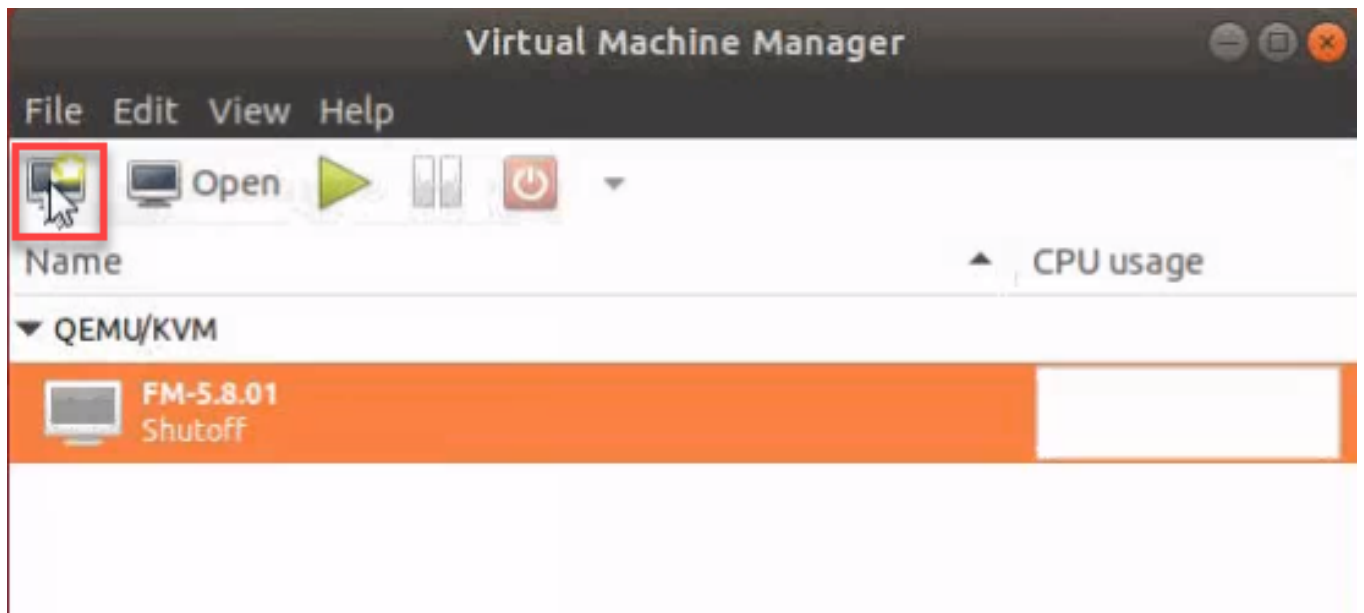 Virtual Machine Manager
File Edit View Help
Open
Name CPU usage
QEMU/KVM
FM-5.8.01
Shutoff